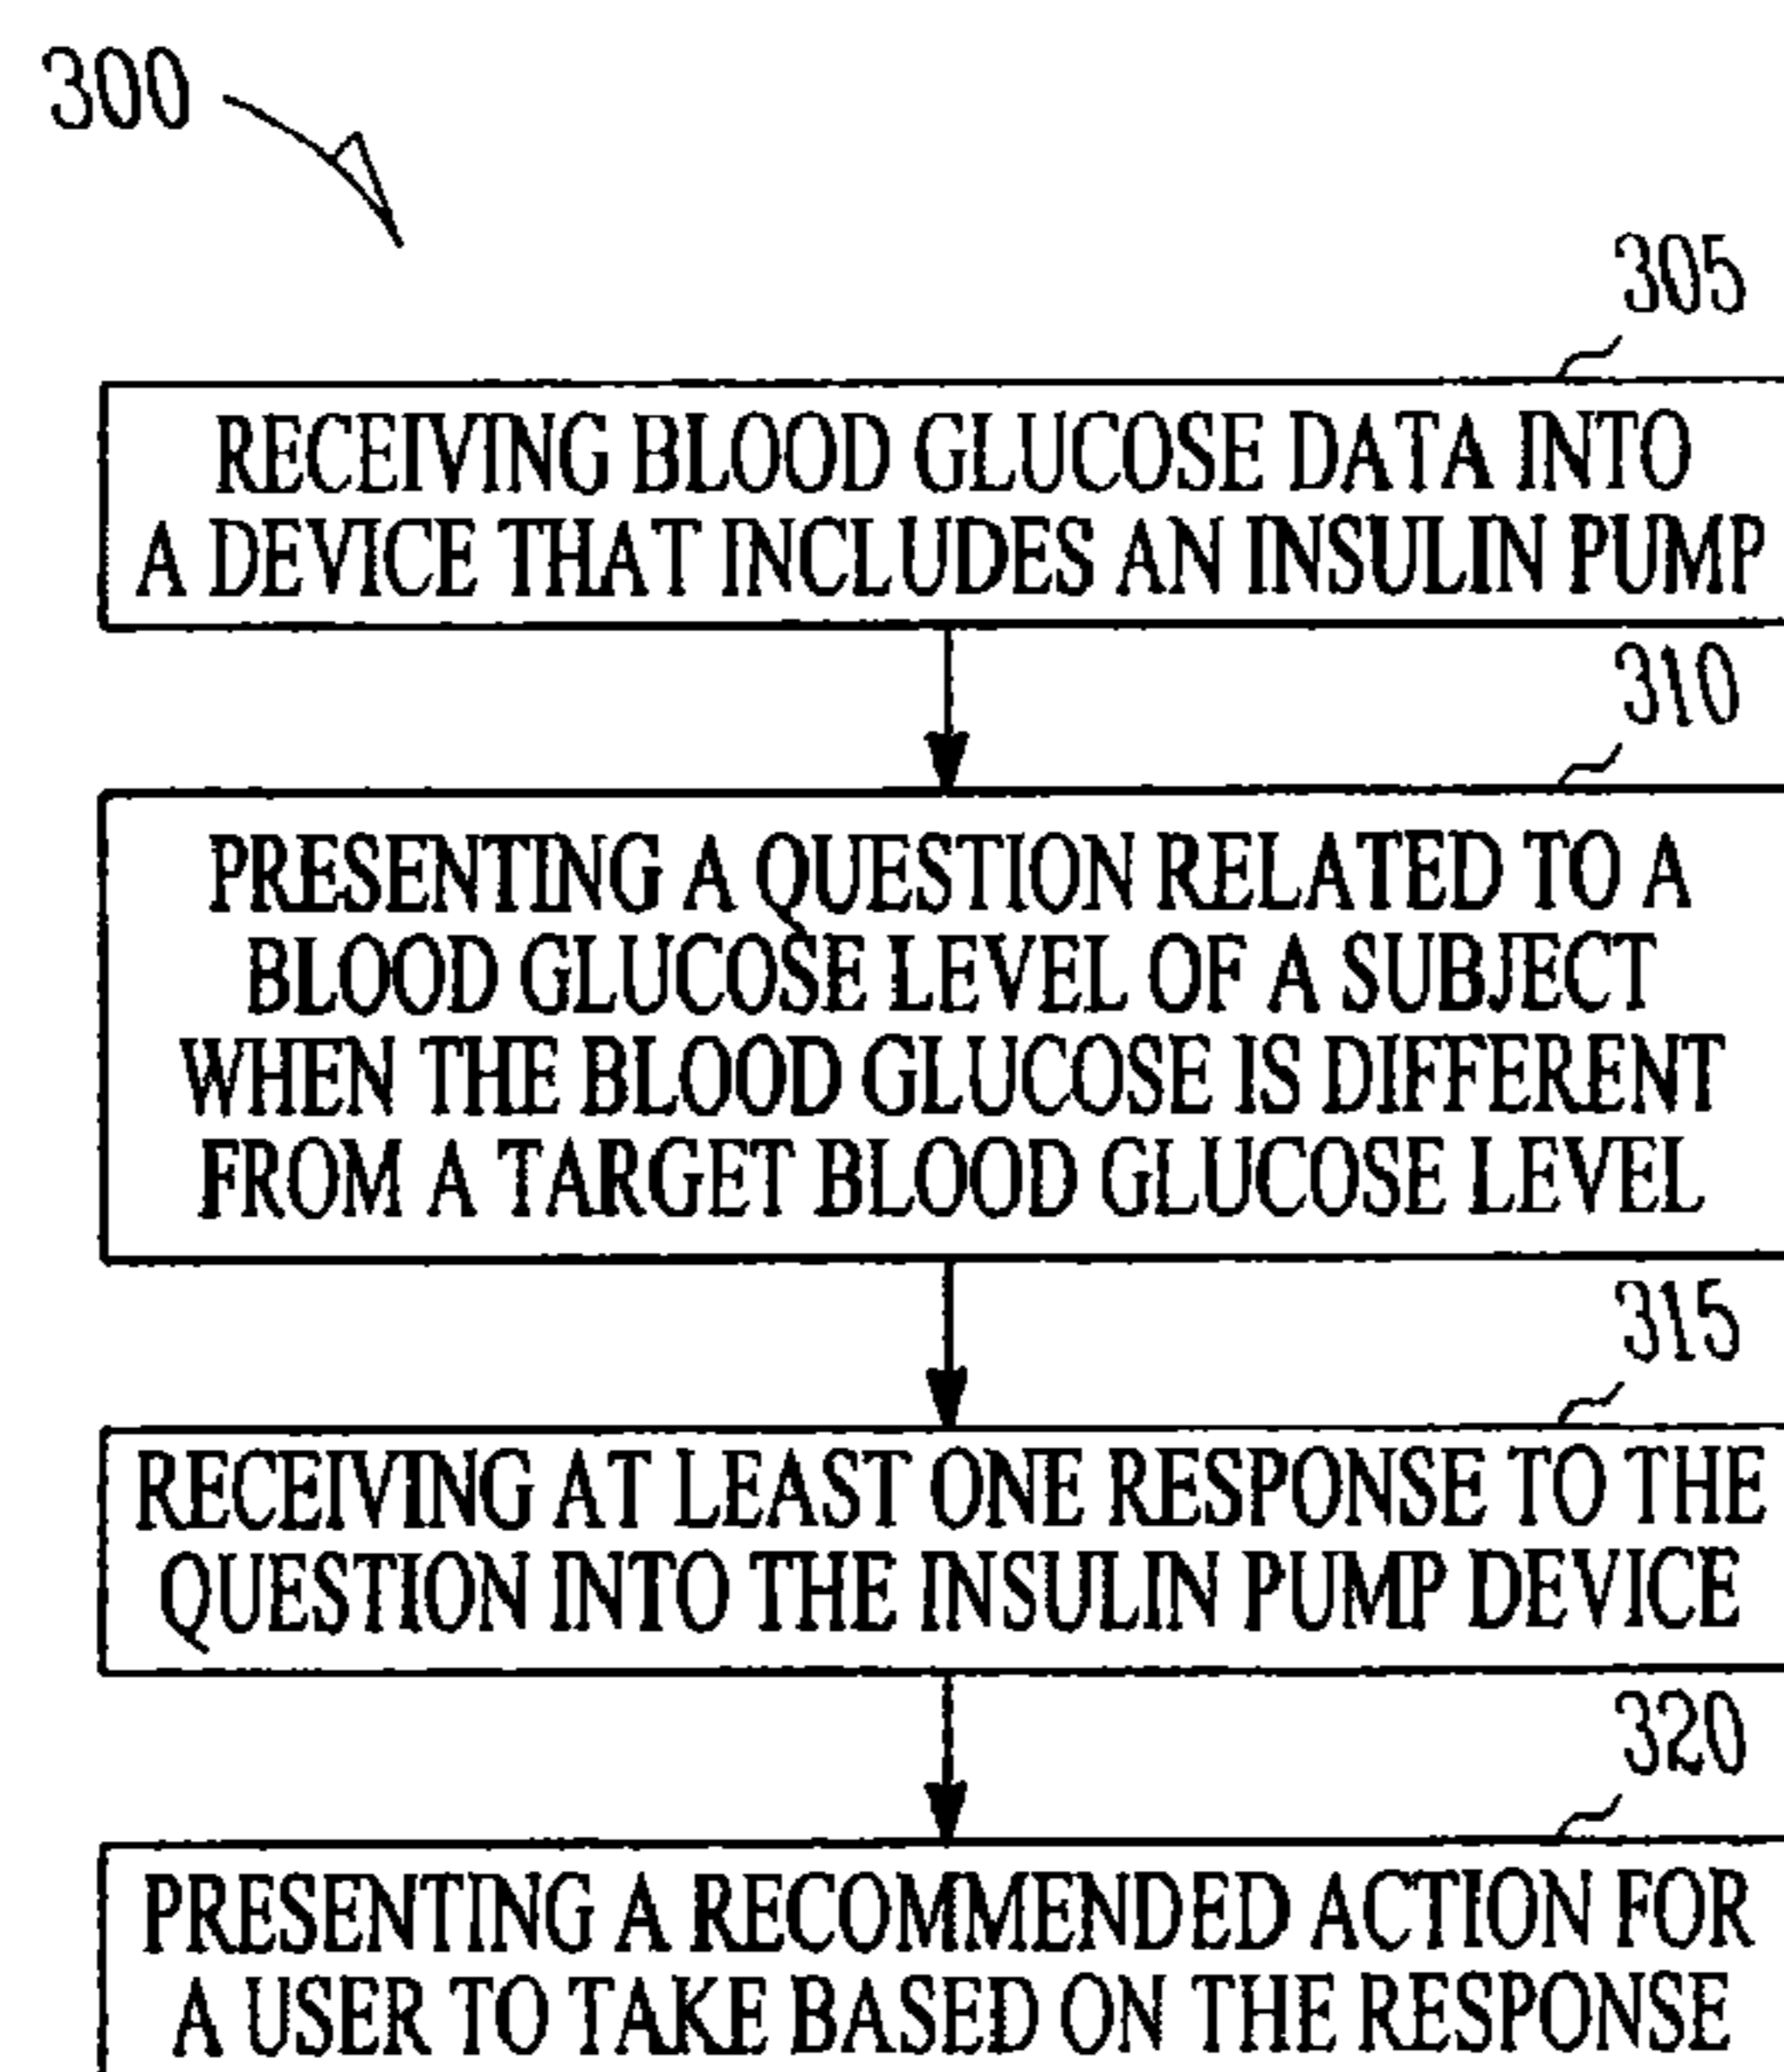 300
305
RECEIVING BLOOD GLUCOSE DATA INTO
A DEVICE THAT INCLUDES AN INSULIN PUMP
310
PRESENTING A QUESTION RELATED TO A
BLOOD GLUCOSE LEVEL OF A SUBJECT
WHEN THE BLOOD GLUCOSE IS DIFFERENT
FROM A TARGET BLOOD GLUCOSE LEVEL
315
RECEIVING AT LEAST ONE RESPONSE TO THE
QUESTION INTO THE INSULIN PUMP DEVICE
320
PRESENTING A RECOMMENDED ACTION FOR
A USER TO TAKE BASED ON THE RESPONSE